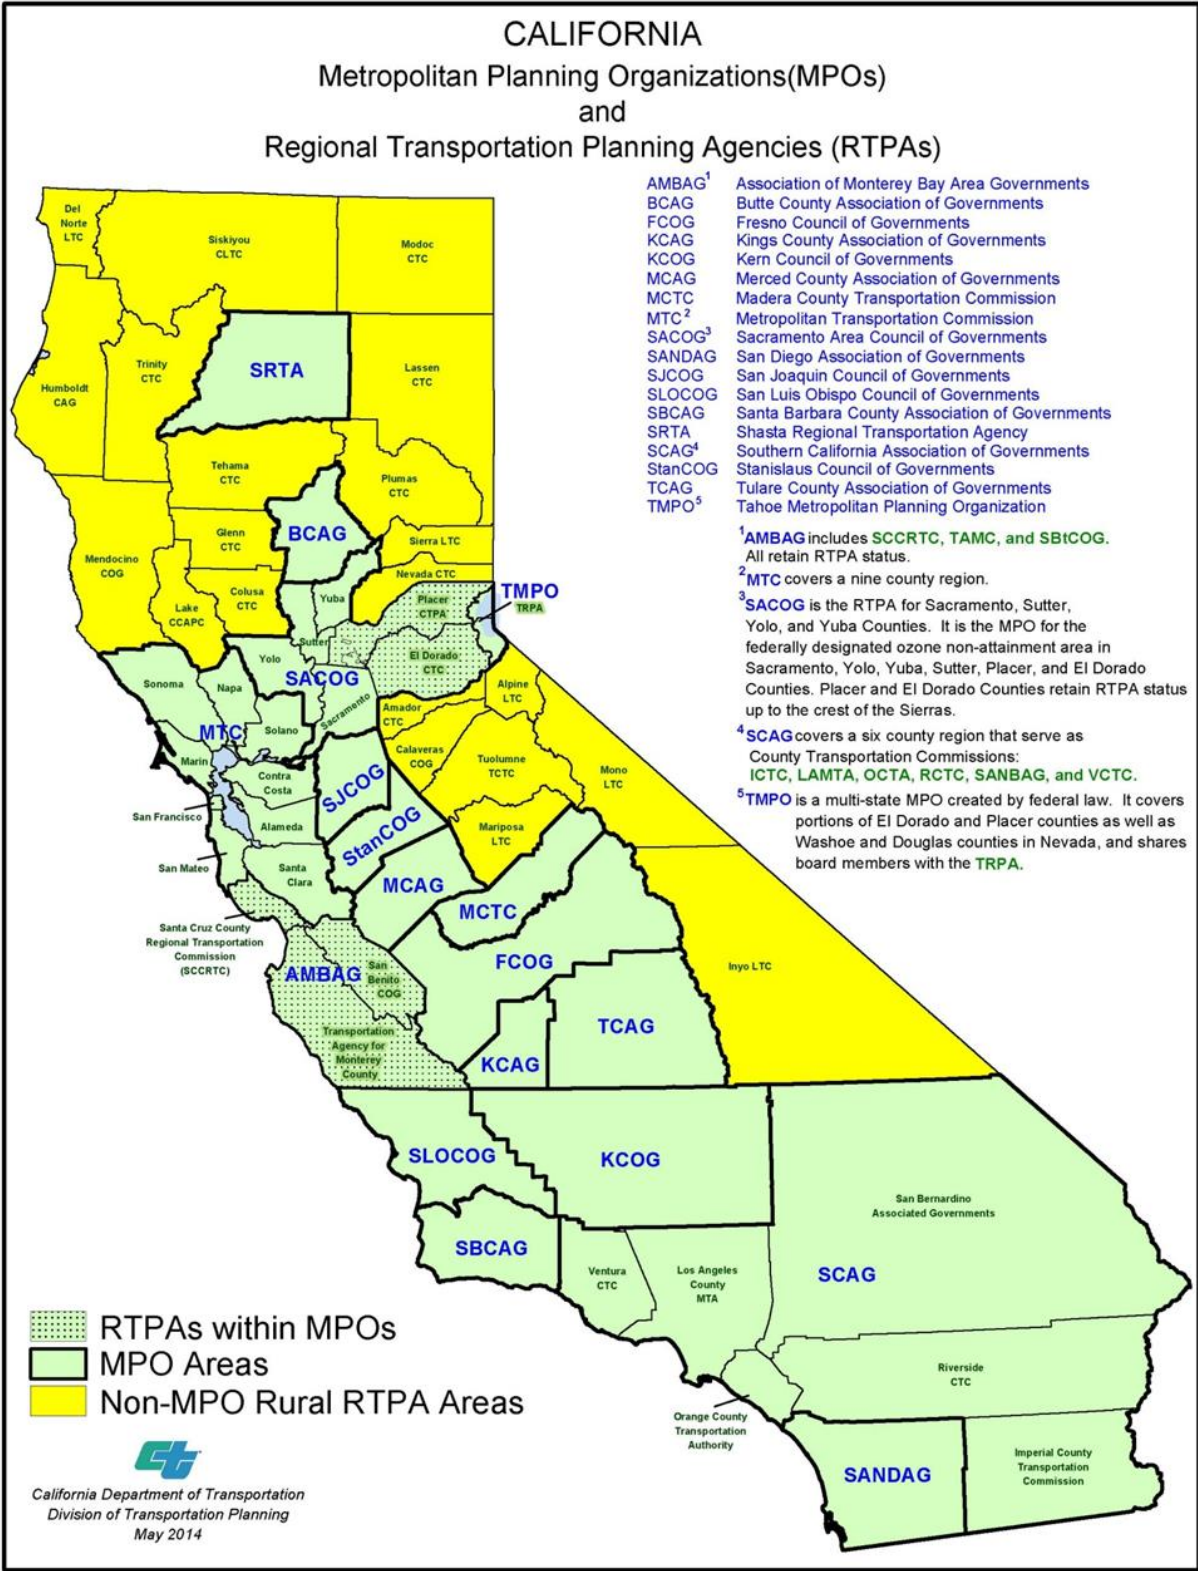 CALIFORNIA
Metropolitan Planning Organizations(MPOs)
and
Regional Transportation Planning Agencies (RTPAs)
AMBAG1 Association of Monterey Bay Area Governments
BCAG Butte County Association of Governments
FCOG Fresno Council of Governments
KCAG Kings County Association of Governments
KCOG Kern Council of Governments
MCAG Merced County Association of Governments
MCTC Madera County Transportation Commission
MTC2 Metropolitan Transportation Commission
SACOG3 Sacramento Area Council of Governments
SANDAG San Diego Association of Governments
SJCOG San Joaquin Council of Governments
SLOCOG San Luis Obispo Council of Governments
SBCAG Santa Barbara County Association of Governments
SRTA Shasta Regional Transportation Agency
SCAG4 Southern California Association of Governments
StanCOG Stanislaus Council of Governments
TCAG Tulare County Association of Governments
TMPO5 Tahoe Metropolitan Planning Organization
1AMBAG includes SCCRTC, TAMC, and SBtCOG.
All retain RTPA status.
2MTC covers a nine county region.
3SACOG is the RTPA for Sacramento, Sutter,
Yolo, and Yuba Counties. It is the MPO for the
federally designated ozone non-attainment area in
Sacramento, Yolo, Yuba, Sutter, Placer, and El Dorado
Counties. Placer and El Dorado Counties retain RTPA status
up to the crest of the Sierras.
4SCAG covers a six county region that serve as
County Transportation Commissions:
ICTC, LAMTA, OCTA, RCTC, SANBAG, and VCTC.
5TMPO is a multi-state MPO created by federal law. It covers
portions of El Dorado and Placer counties as well as
Washoe and Douglas counties in Nevada, and shares
board members with the TRPA.
Del
Norte
LTC
Siskiyou
CLTC
Modoc
CTC
Humboldt
CAG
Trinity
CTC
SRTA
Lassen
CTC
Tehama
CTC
Plumas
CTC
BCAG
Glenn
CTC
Sierra LTC
Mendocino
COG
Nevada CTC
Lake
CCAPC
Colusa
CTC
Yuba
Placer
CTPA
TMPO
TRPA
Sutter
El Dorado
CTC
Yolo
SACOG
Sacramento
Sonoma
Napa
Alpine
LTC
Amador
CTC
MTC
Solano
Calaveras
COG
Tuolumne
TCTC
Mono
LTC
Marin
Contra
Costa
SJCOG
San Francisco
Alameda
StanCOG
Mariposa
LTC
San Mateo
Santa
Clara
MCAG
MCTC
Santa Cruz County
Regional Transportation
Commission
(SCCRTC)
AMBAG
San
Benito
COG
FCOG
Inyo LTC
Transportation
Agency for
Monterey
County
TCAG
KCAG
SLOCOG
KCOG
San Bernardino
Associated Governments
SBCAG
Ventura
CTC
Los Angeles
County
MTA
SCAG
Riverside
CTC
Orange County
Transportation
Authority
SANDAG
Imperial County
Transportation
Commission
RTPAs within MPOs
MPO Areas
Non-MPO Rural RTPA Areas
California Department of Transportation
Division of Transportation Planning
May 2014